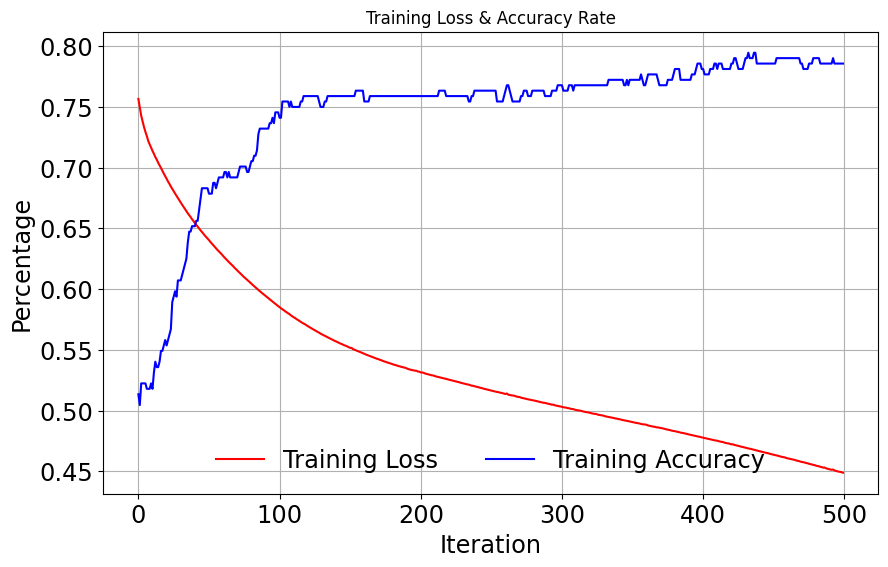 Training Loss & Accuracy Rate
0.80
0.75
0.70
0.65
0.60
0.55
0.50
0.45
Percentage
Training Loss Training Accuracy
0 100 200 300 400 500
Iteration